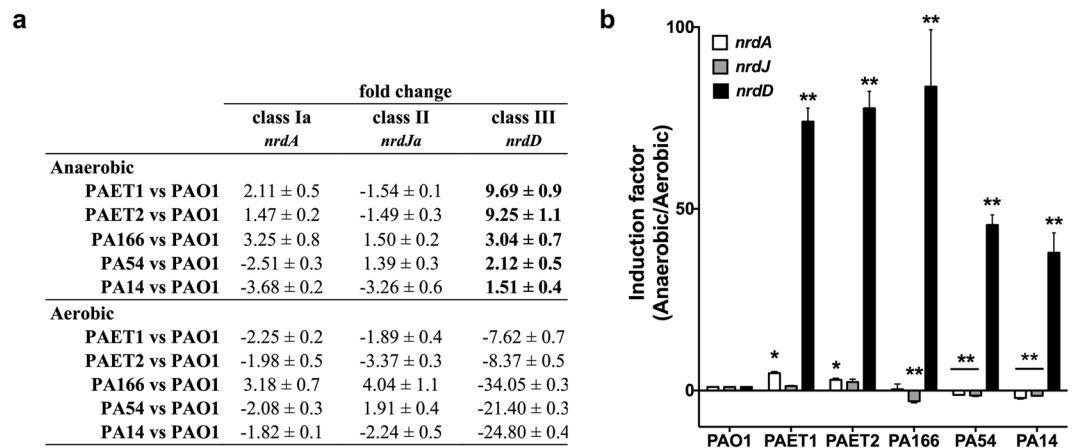 a
fold change
class Ia class II class III
nrdA nrdJa nrdD
Anaerobic
PAET1 vs PAO1 2.11 ± 0.5 -1.54 ± 0.1 9.69 ± 0.9
PAET2 vs PAO1 1.47 ± 0.2 -1.49 ± 0.3 9.25 ± 1.1
PA166 vs PAO1 3.25 ± 0.8 1.50 ± 0.2 3.04 ± 0.7
PA54 vs PAO1 -2.51 ± 0.3 1.39 ± 0.3 2.12 ± 0.5
PA14 vs PAO1 -3.68 ± 0.2 -3.26 ± 0.6 1.51 ± 0.4
Aerobic
PAET1 vs PAO1 -2.25 ± 0.2 -1.89 ± 0.4 -7.62 ± 0.7
PAET2 vs PAO1 -1.98 ± 0.5 -3.37 ± 0.3 -8.37 ± 0.5
PA166 vs PAO1 3.18 ± 0.7 4.04 ± 1.1 -34.05 ± 0.3
PA54 vs PAO1 -2.08 ± 0.3 1.91 ± 0.4 -21.40 ± 0.3
PA14 vs PAO1 -1.82 ± 0.1 -2.24 ± 0.5 -24.80 ± 0.4
b
Induction factor
(Anaerobic/Aerobic)
100
50
0
nrdA
nrdJ
nrdD
** ** ** ** **
* * ** ** **
PAO1 PAET1 PAET2 PA166 PA54 PA14